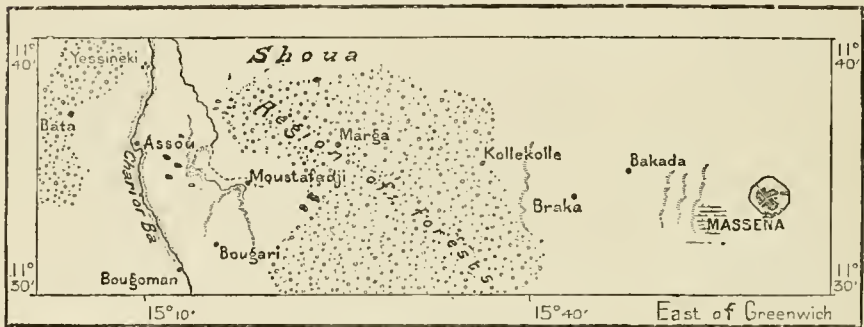 11° 40′
11° 40′
Shoua
Yessineki
Bata
Region of forests
Assou
Marga
Kollekolle
Bakada
Moustafadji
Chari or Ba
Braka
MASSENA
Bougari
Bougoman
11° 30′
11° 30′
15°10′
15°40′
East of Greenwich